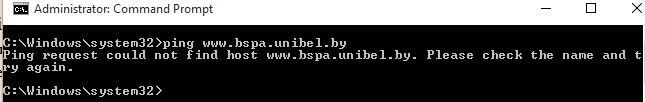 Administrator: Command Prompt
C:\Windows\system32>ping www.bspa.unibel.by
Ping request could not find host www.bspa.unibel.by. Please check the name and t
ry again.
C:\Windows\system32>